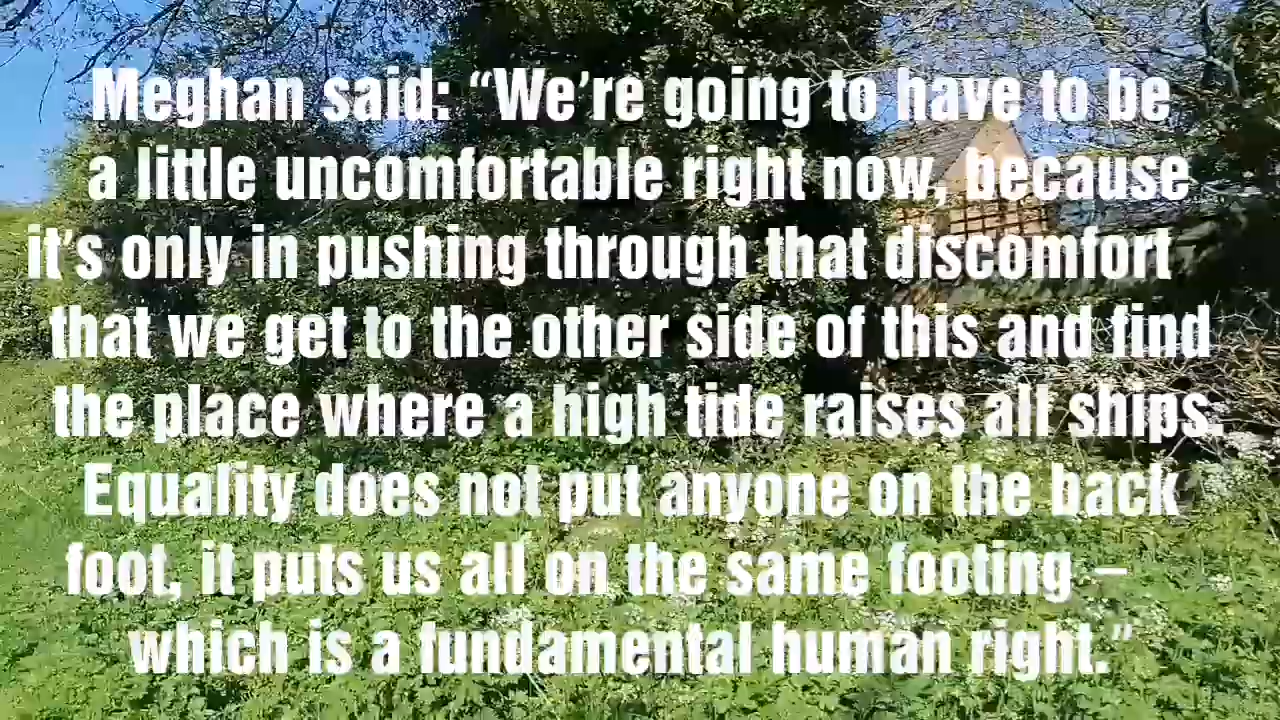 Meghan said: “We’re going to have to be
a little uncomfortable right now, because
it’s only in pushing through that discomfort
that we get to the other side of this and find
the place where a high tide raises all ships.
Equality does not put anyone on the back
foot, it puts us all on the same footing –
which is a fundamental human right.”